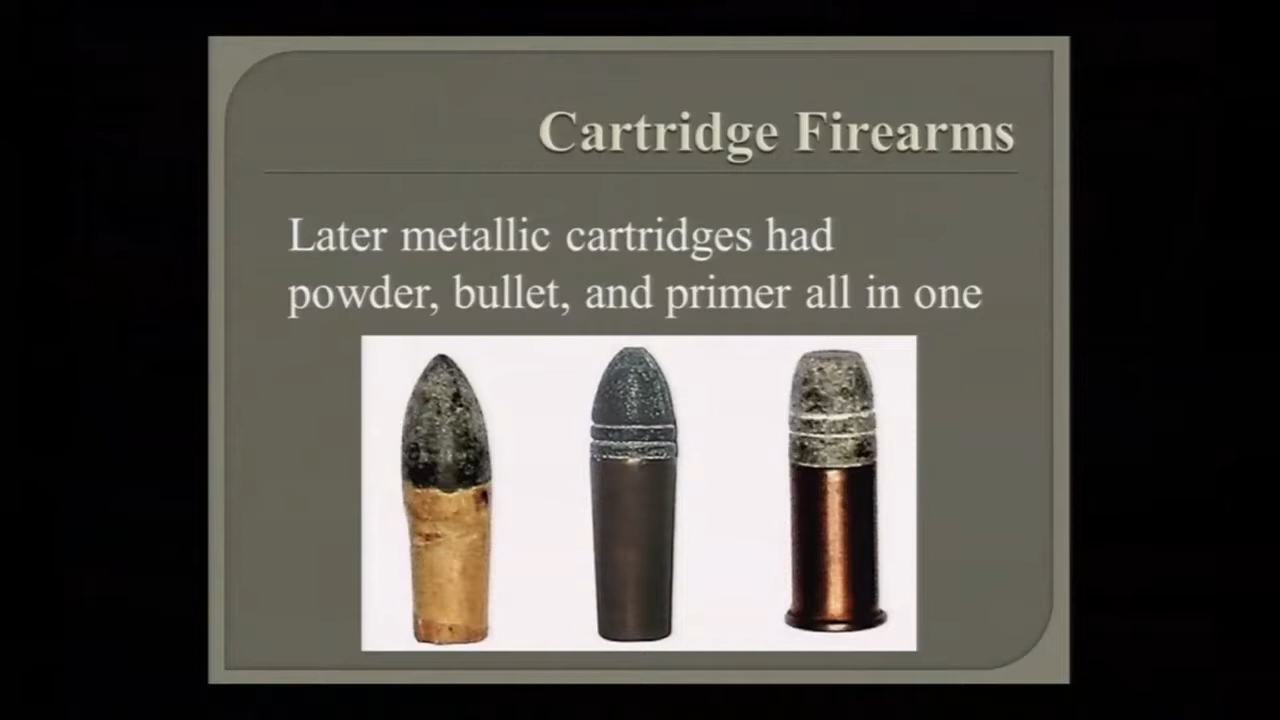 Cartridge Firearms
Later metallic cartridges had
powder, bullet, and primer all in one